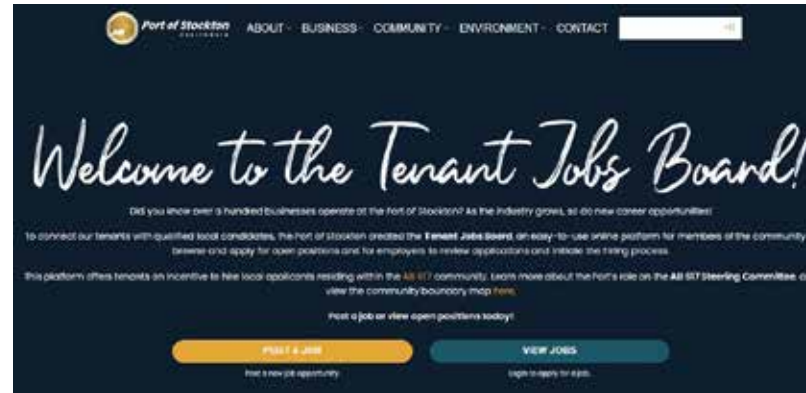 Port of Stockton
CALIFORNIA
ABOUT BUSINESS COMMUNITY ENVIRONMENT CONTACT
Welcome to the Tenant Jobs Board!
Did you know over a hundred businesses operate at the Port of Stockton? As the industry grows, so do new career opportunities!
To connect our tenants with qualified local candidates, the Port of Stockton created the Tenant Jobs Board, an easy-to-use online platform for members of the community
browse and apply for open positions and for employers to review applications and initiate the hiring process.
This platform offers tenants an incentive to hire local applicants residing within the AB 617 community. Learn more about the Port's role on the AB 617 Steering Committee,
view the community boundary map here.
Post a job or view open positions today!
POST A JOB VIEW JOBS
Post a new job opportunity. Login to apply for a job.